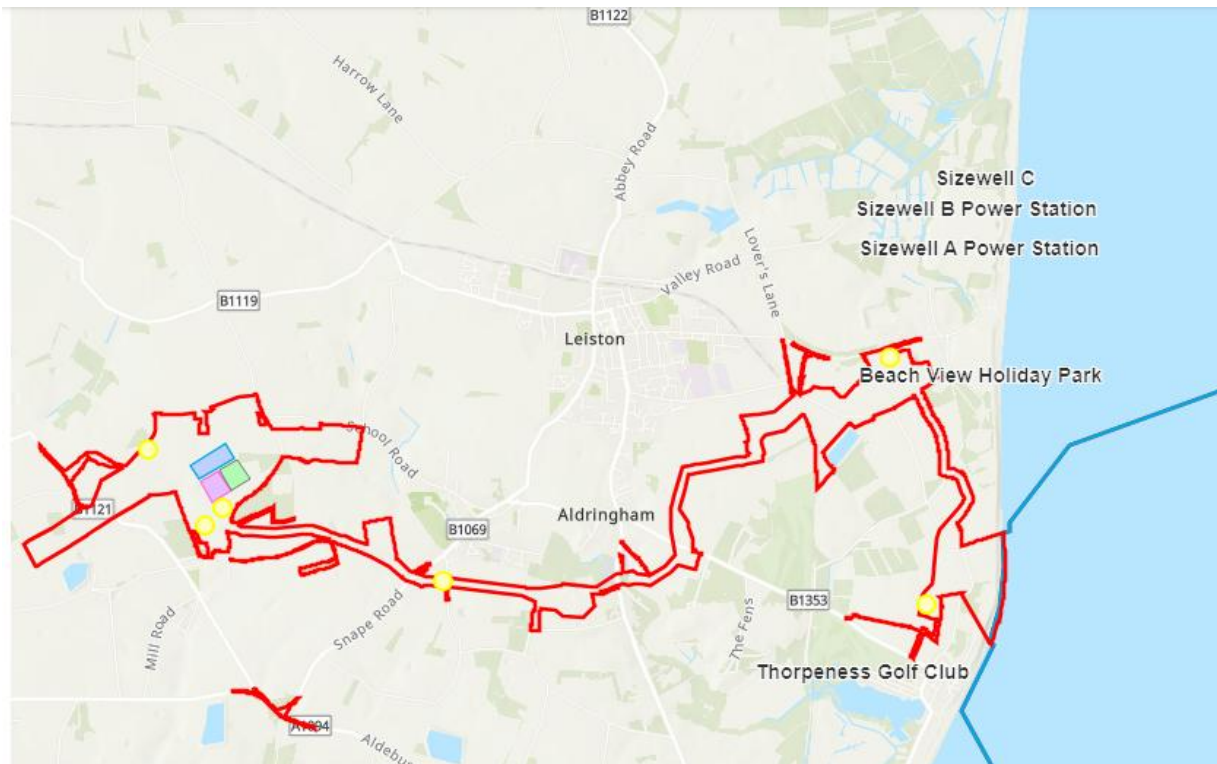 B1122
Harrow Lane
Abbey Road
Sizewell C
Sizewell B Power Station
Sizewell A Power Station
Lover's Lane
Valley Road
B1119
Leiston
Beach View Holiday Park
School Road
B1121
Aldringham
B1069
B1353
Snape Road
Mill Road
The Fens
Thorpeness Golf Club
A1094
Aldebu